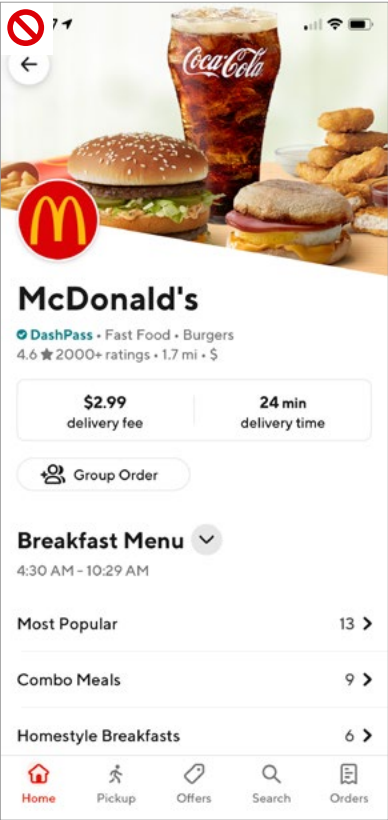 Coca-Cola
McDonald's
DashPass • Fast Food • Burgers
4.6 ★ 2000+ ratings • 1.7 mi • $
$2.99
delivery fee
24 min
delivery time
Group Order
Breakfast Menu
4:30 AM - 10:29 AM
Most Popular 13
Combo Meals 9
Homestyle Breakfasts 6
Home Pickup Offers Search Orders